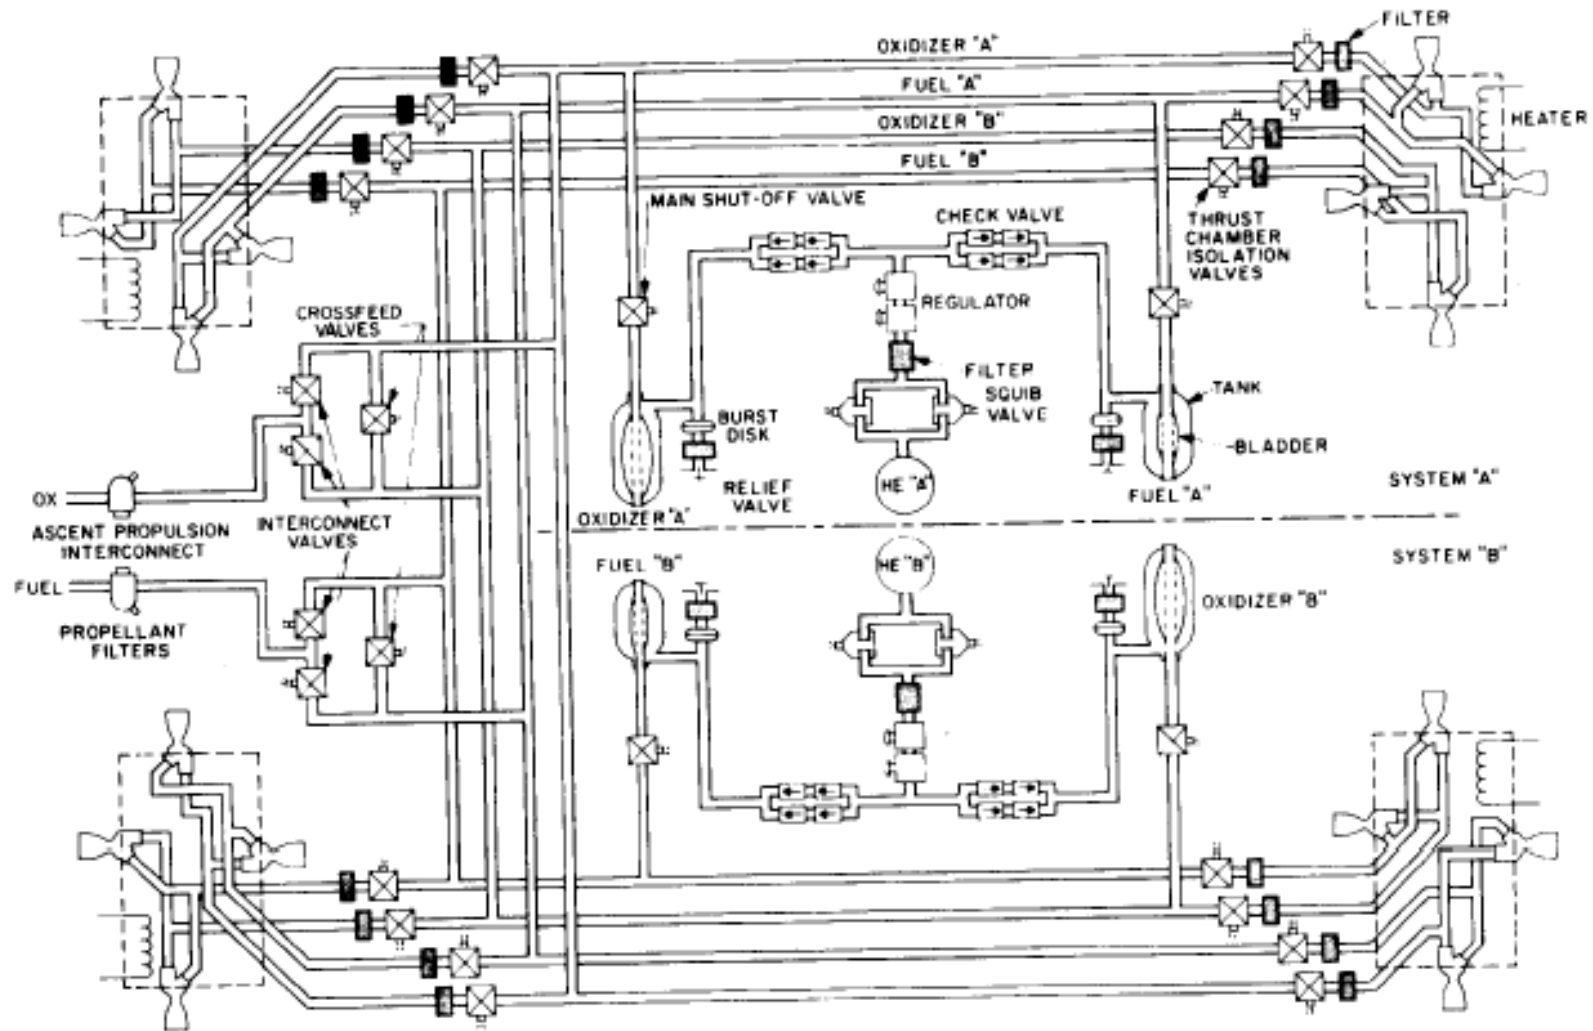 FILTER
OXIDIZER "A"
FUEL "A"
OXIDIZER "B"
HEATER
FUEL "B"
MAIN SHUT-OFF VALVE
CHECK VALVE
THRUST
CHAMBER
ISOLATION
VALVES
REGULATOR
CROSSFEED
VALVES
FILTER
SQUIB
VALVE
TANK
BURST
DISK
BLADDER
HE "A"
RELIEF
VALVE
FUEL "A"
SYSTEM "A"
OX
OXIDIZER "A"
ASCENT PROPULSION
INTERCONNECT
INTERCONNECT
VALVES
FUEL "B"
HE "B"
SYSTEM "B"
FUEL
OXIDIZER "B"
PROPELLANT
FILTERS